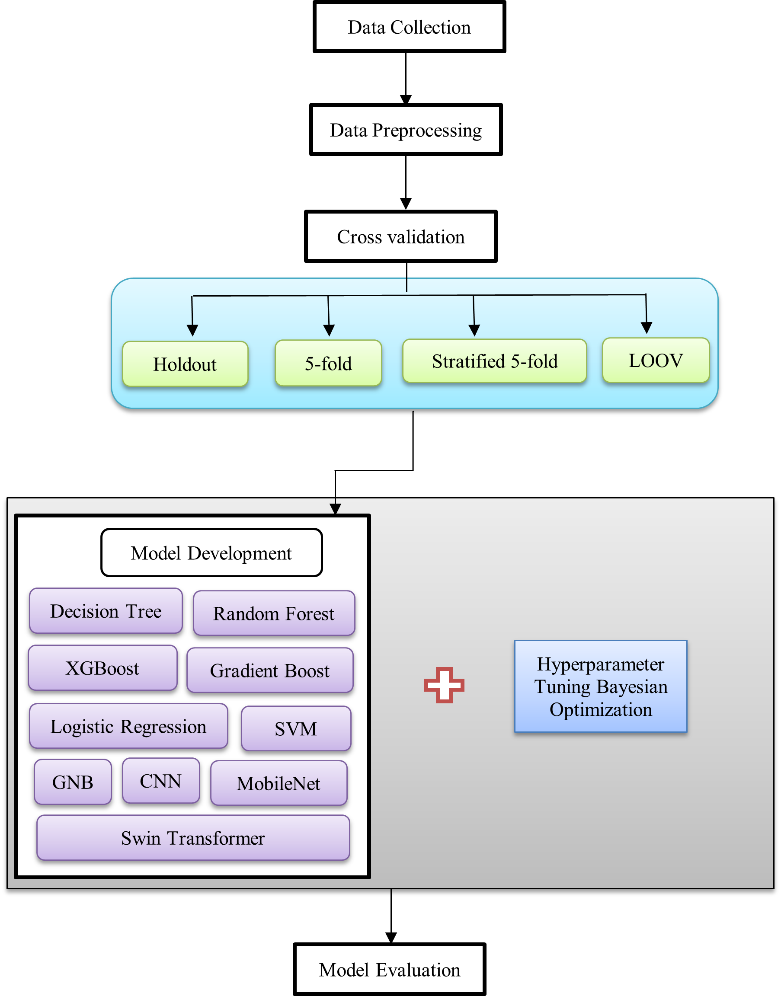 Data Collection
Data Preprocessing
Cross validation
Holdout
5-fold
Stratified 5-fold
LOOV
Model Development
Decision Tree
Random Forest
XGBoost
Gradient Boost
Logistic Regression
SVM
GNB
CNN
MobileNet
Swin Transformer
Hyperparameter
Tuning Bayesian
Optimization
Model Evaluation